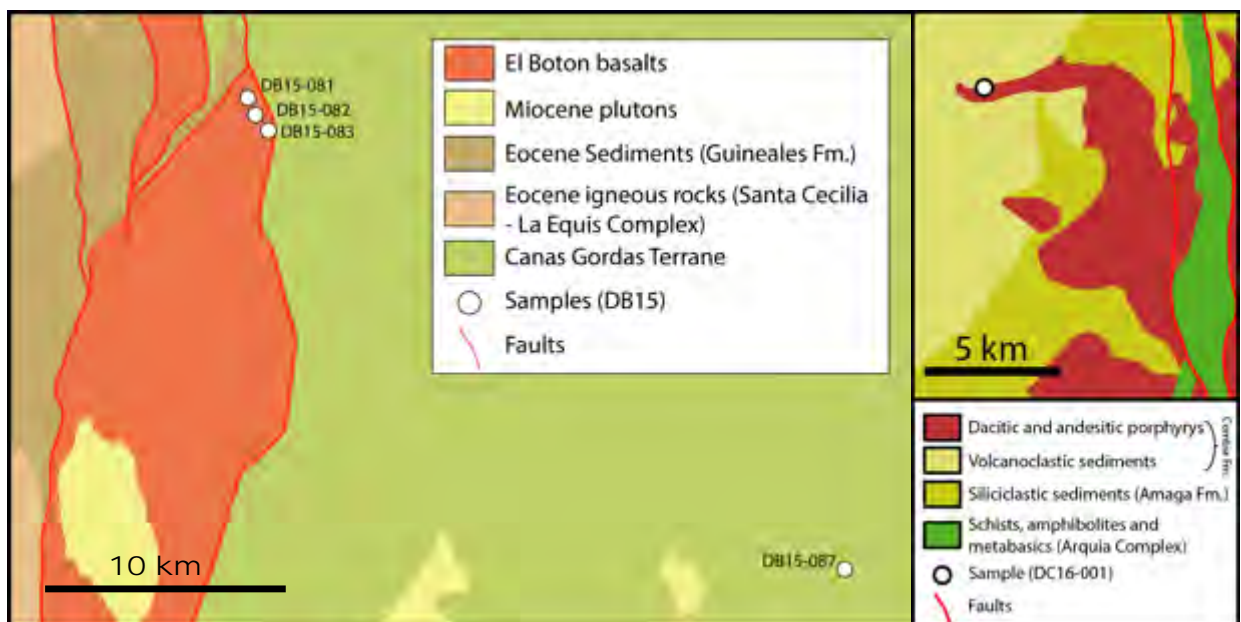 DB15-081
DB15-082
DB15-083
El Boton basalts
Miocene plutons
Eocene Sediments (Guineales Fm.)
Eocene igneous rocks (Santa Cecilia
- La Equis Complex)
Canas Gordas Terrane
Samples (DB15)
Faults
10 km
DB15-087
5 km
Dacitic and andesitic porphyrys
Volcanoclastic sediments
Combia Fm.
Siliciclastic sediments (Amaga Fm.)
Schists, amphibolites and
metabasics (Arquia Complex)
Sample (DC16-001)
Faults